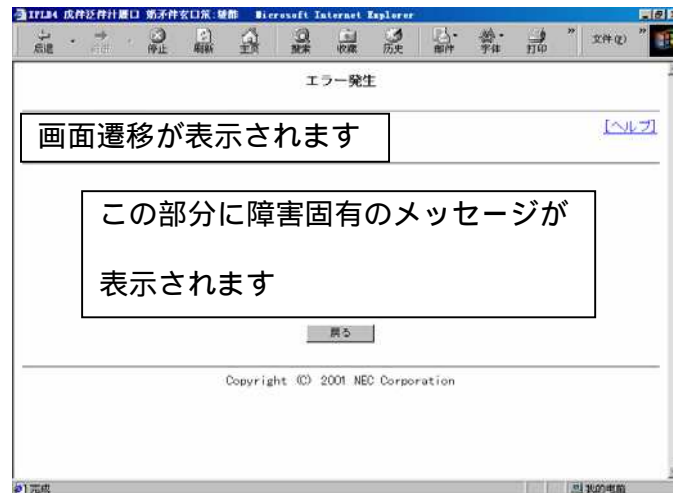 Microsoft Internet Explorer
后退 停止 刷新 主页 搜索 收藏 历史 邮件 字体 打印 » 文件(F) »
エラー発生
[ヘルプ]
画面遷移が表示されます
この部分に障害固有のメッセージが
表示されます
戻る
Copyright (C) 2001 NEC Corporation
完成
我的电脑